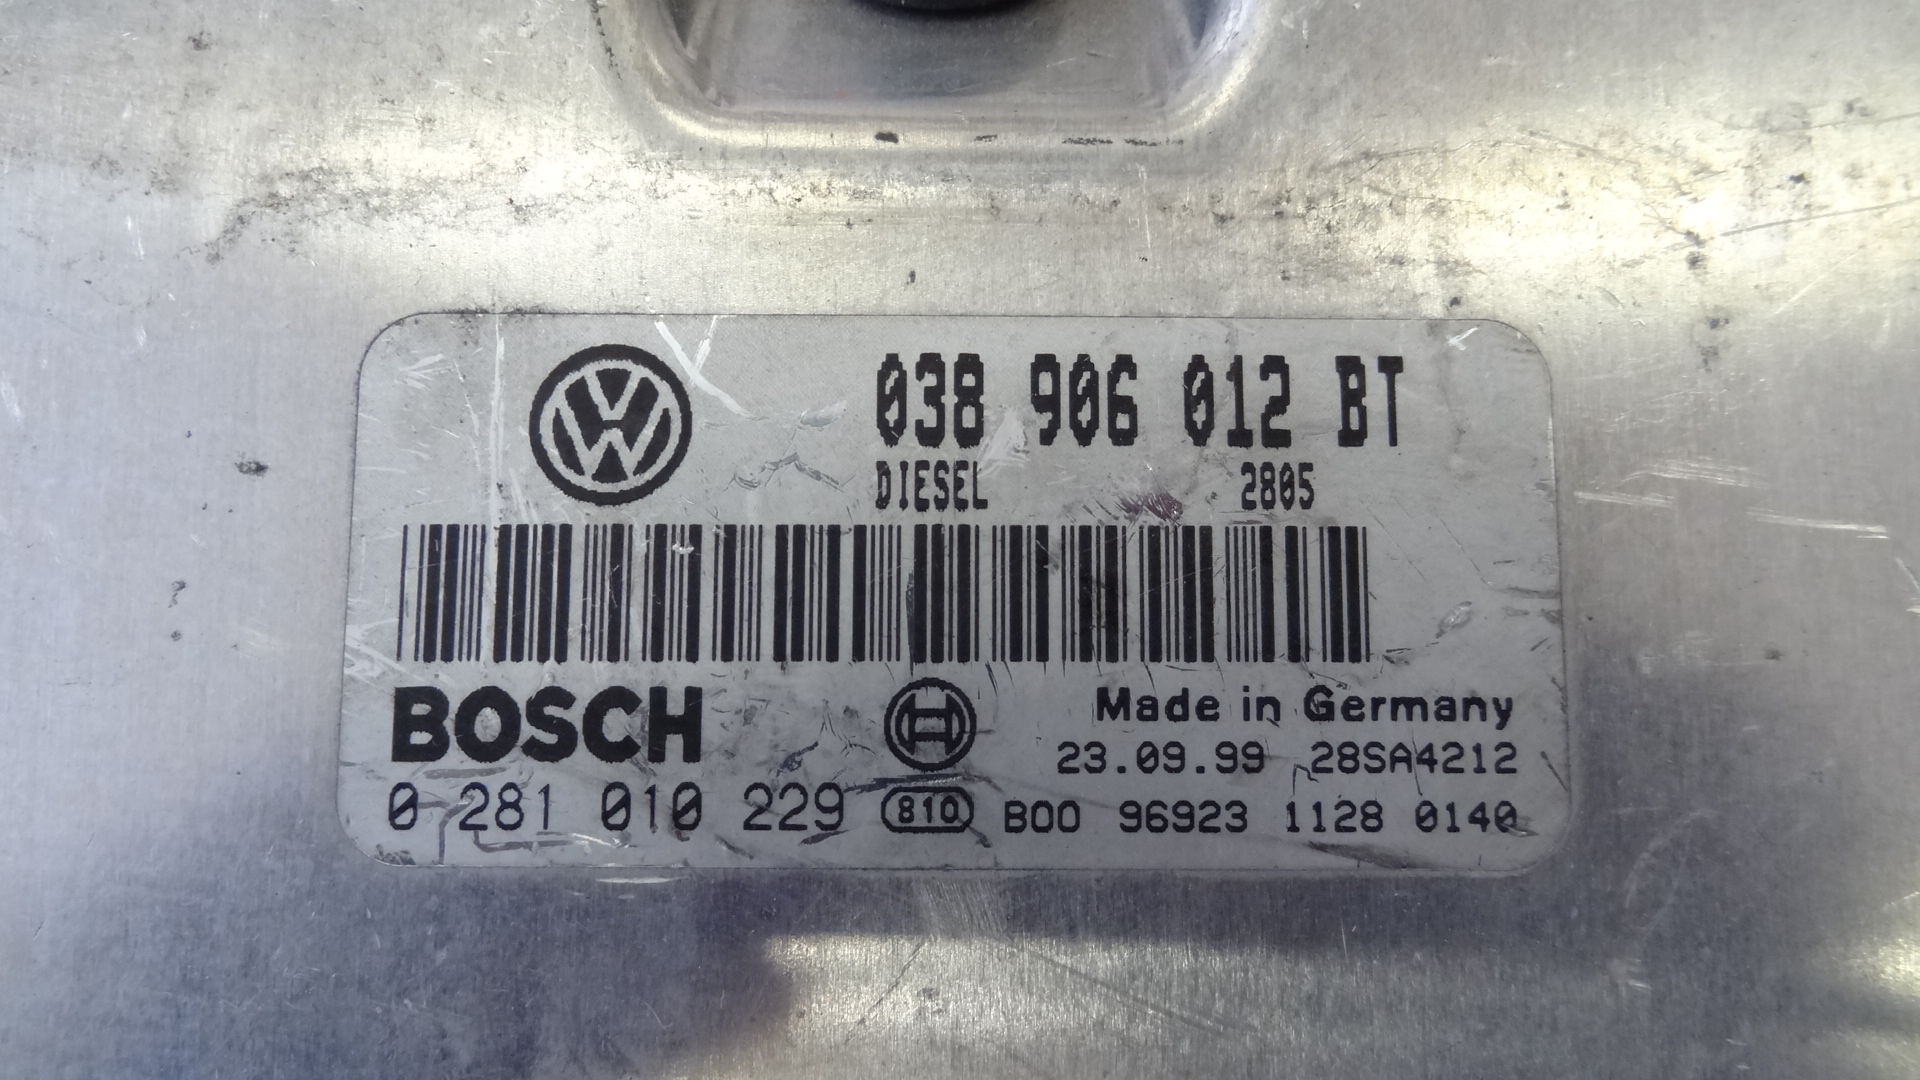 038 906 012 BT
DIESEL 2805
BOSCH Made in Germany
23.09.99 28SA4212
0 281 010 229 810 B00 96923 1128 0140